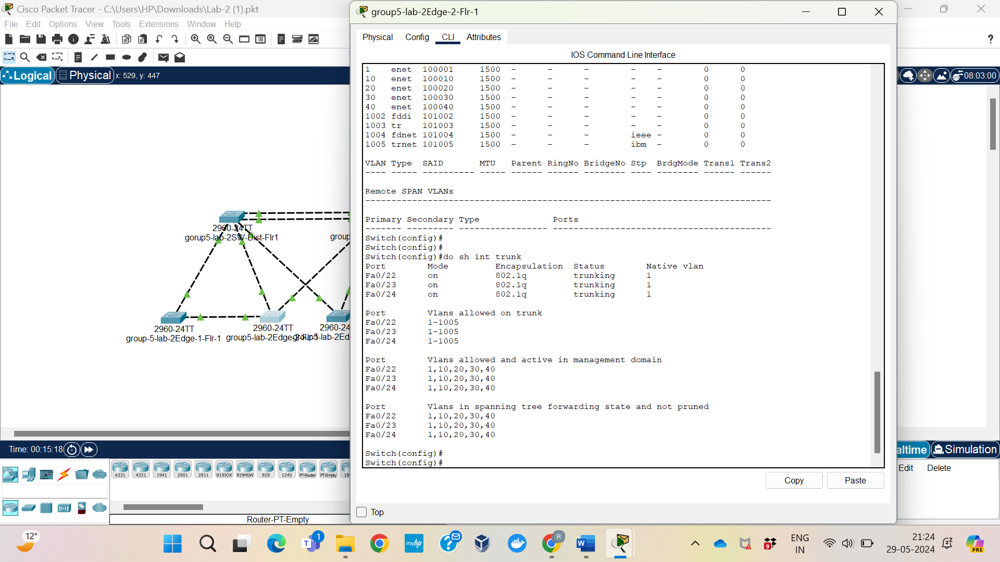 Cisco Packet Tracer - C:\Users\HP\Downloads\Lab-2 (1).pkt
File Edit Options View Tools Extensions Window Help
?
Logical
Physical
x: 529, y: 447
08:03:00
2960-24TT
gorup5-lab-2SW-Dist-Flr1
group
2960-24TT
group-5-lab-2Edge-1-Flr-1
2960-24TT
group5-lab-2Edge-2-Flr-1
2960-24
group5-lab-2Ed
Time: 00:15:18
altime
Simulation
4331 4321 1941 2901 2911 819IOX 819HGW 829 1240 PT-Router PT-Empty 18
Router-PT-Empty
Edit Delete
group5-lab-2Edge-2-Flr-1
Physical Config CLI Attributes
IOS Command Line Interface
1 enet 100001 1500 - - - - - 0 0
10 enet 100010 1500 - - - - - 0 0
20 enet 100020 1500 - - - - - 0 0
30 enet 100030 1500 - - - - - 0 0
40 enet 100040 1500 - - - - - 0 0
1002 fddi 101002 1500 - - - - - 0 0
1003 tr 101003 1500 - - - - - 0 0
1004 fdnet 101004 1500 - - - ieee - 0 0
1005 trnet 101005 1500 - - - ibm - 0 0
VLAN Type SAID MTU Parent RingNo BridgeNo Stp BrdgMode Trans1 Trans2
---- ----- ---------- ----- ------ ------ -------- ---- -------- ------ ------
Remote SPAN VLANs
------------------------------------------------------------------------------
Primary Secondary Type Ports
------- --------- ----------------- ------------------------------------------
Switch(config)#
Switch(config)#
Switch(config)#do sh int trunk
Port Mode Encapsulation Status Native vlan
Fa0/22 on 802.1q trunking 1
Fa0/23 on 802.1q trunking 1
Fa0/24 on 802.1q trunking 1
Port Vlans allowed on trunk
Fa0/22 1-1005
Fa0/23 1-1005
Fa0/24 1-1005
Port Vlans allowed and active in management domain
Fa0/22 1,10,20,30,40
Fa0/23 1,10,20,30,40
Fa0/24 1,10,20,30,40
Port Vlans in spanning tree forwarding state and not pruned
Fa0/22 1,10,20,30,40
Fa0/23 1,10,20,30,40
Fa0/24 1,10,20,30,40
Switch(config)#
Switch(config)#
Copy Paste
Top
12°
1
myhp
R
9
ENG
IN
21:24
29-05-2024
PRE